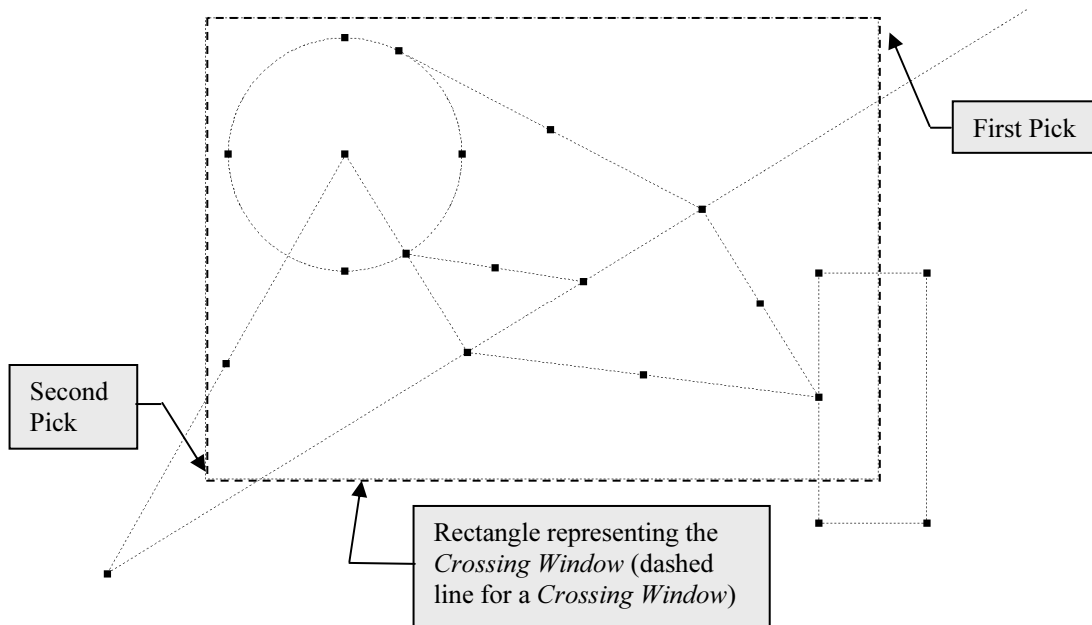 First Pick
Second
Pick
Rectangle representing the
Crossing Window (dashed
line for a Crossing Window)